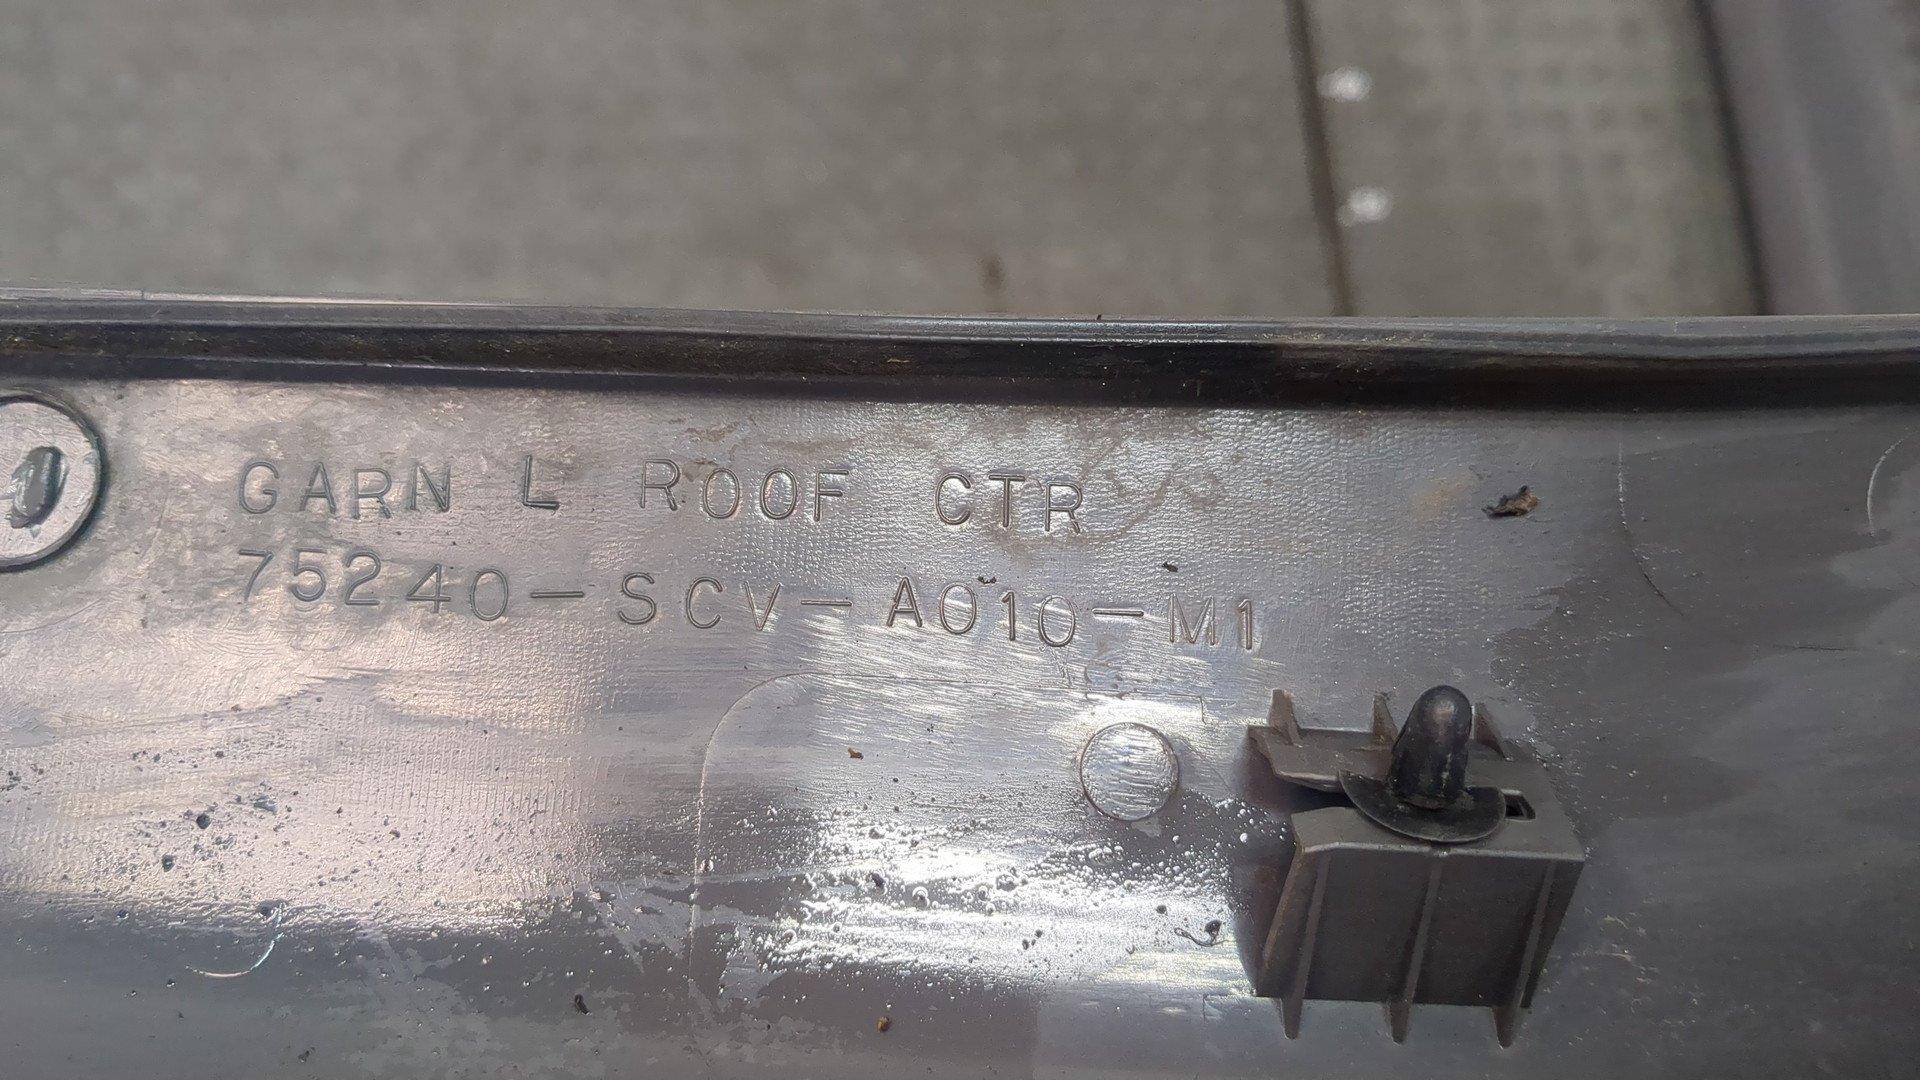 GARN L ROOF CTR
75240-SCV-A010-M1